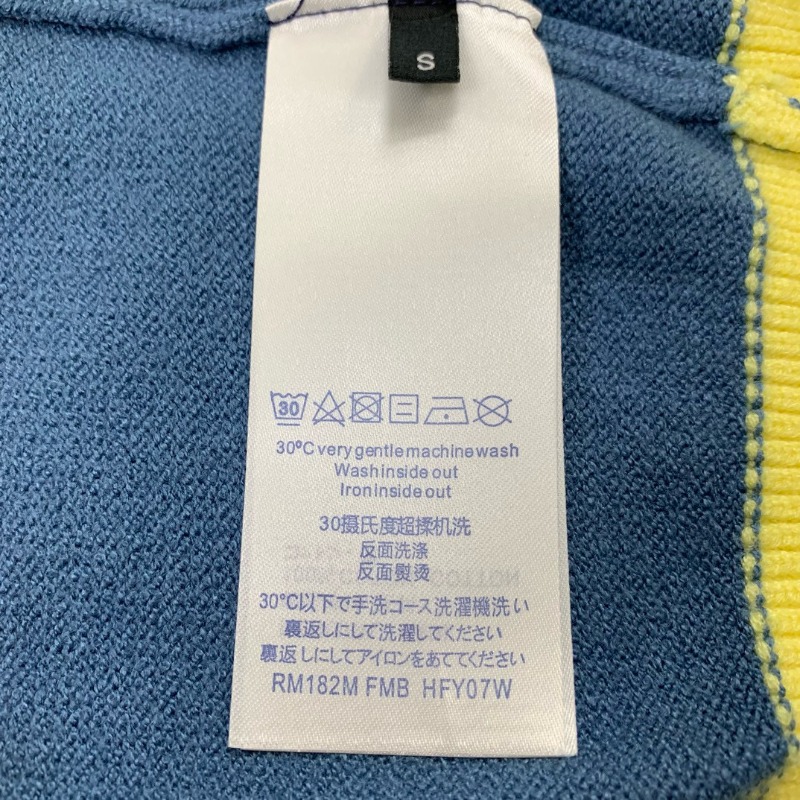 S
30
30°C very gentle machine wash
Wash inside out
Iron inside out
30摄氏度超揉机洗
反面洗涤
反面熨烫
30°C以下で手洗コース洗濯機洗い
裏返しにして洗濯してください
裏返しにしてアイロンをあててください
RM182M FMB HFY07W